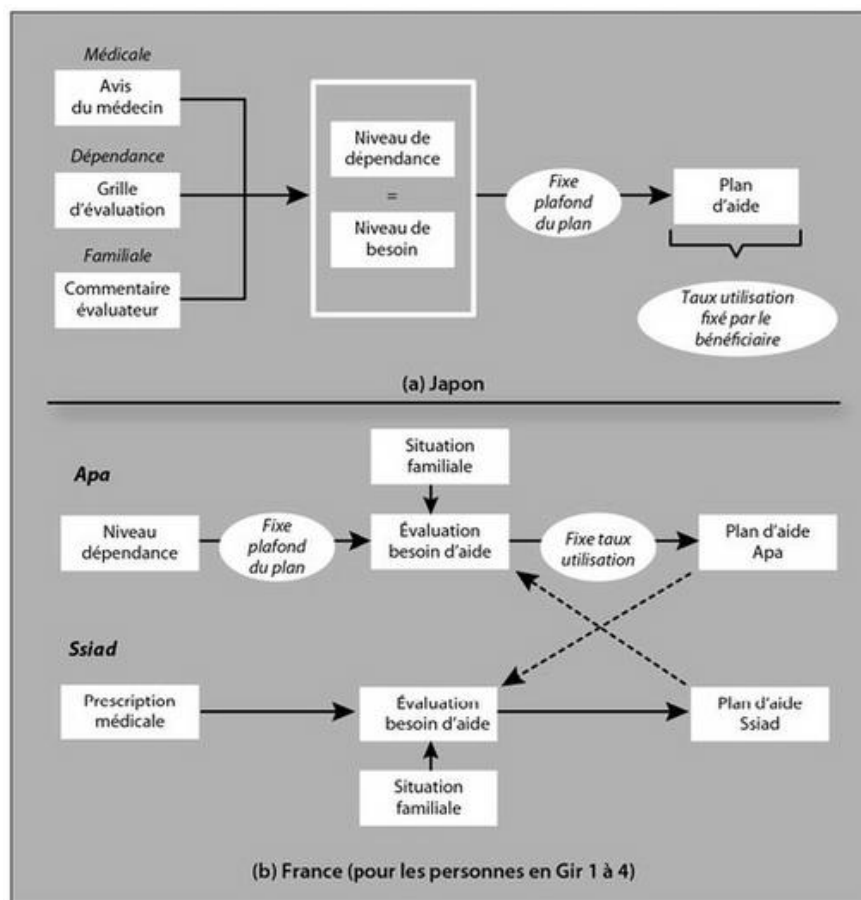 Médicale
Avis
du médecin
Dépendance
Grille
d'évaluation
Familiale
Commentaire
évaluateur
Niveau de
dépendance
=
Niveau de
besoin
Fixe
plafond
du plan
Plan
d'aide
Taux utilisation
fixé par le
bénéficiaire
(a) Japon
Apa
Situation
familiale
Niveau
dépendance
Fixe
plafond
du plan
Évaluation
besoin d'aide
Fixe taux
utilisation
Plan d'aide
Apa
Ssiad
Prescription
médicale
Évaluation
besoin d'aide
Plan d'aide
Ssiad
Situation
familiale
(b) France (pour les personnes en Gir 1 à 4)